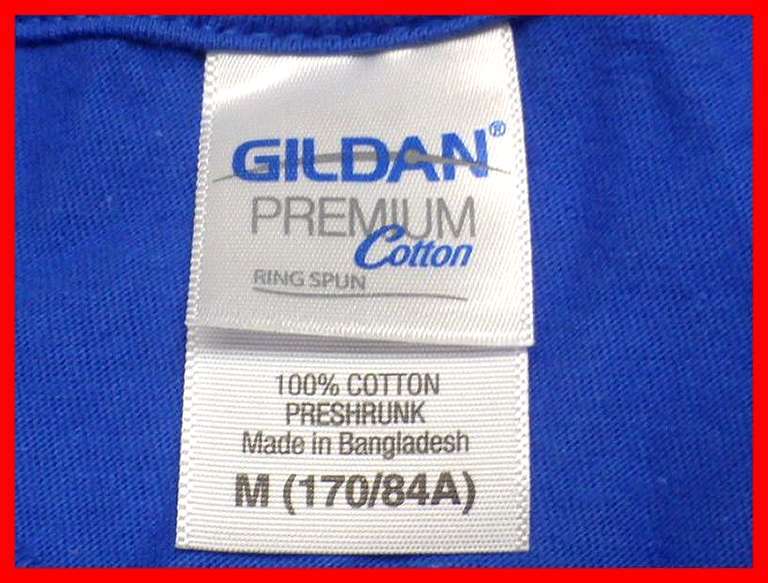 GILDAN®
PREMIUM
Cotton
RING SPUN
100% COTTON
PRESHRUNK
Made in Bangladesh
M (170/84A)